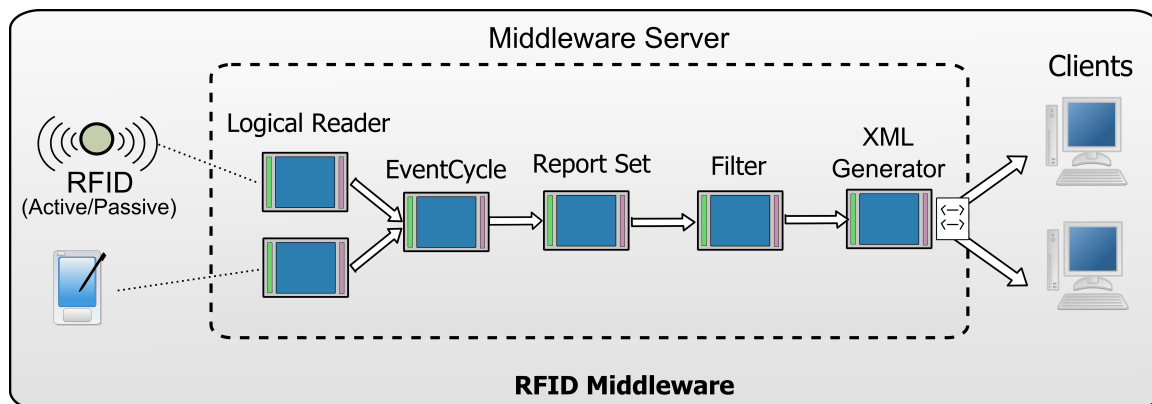 Middleware Server
Clients
Logical Reader
EventCycle
Report Set
Filter
XML
Generator
RFID
(Active/Passive)
<—>
<—>
RFID Middleware